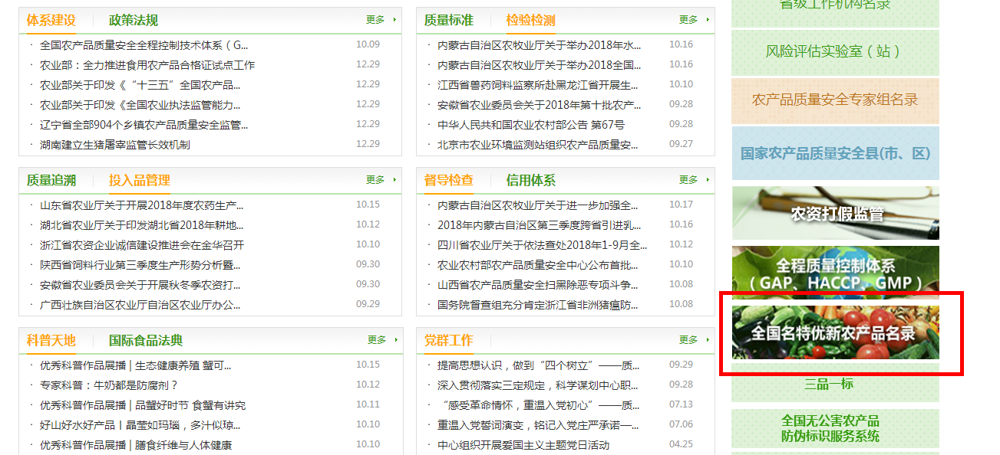 体系建设 政策法规 更多
· 全国农产品质量安全全程控制技术体系（G... 10.09
· 农业部：全力推进食用农产品合格证试点工作 12.29
· 农业部关于印发《“十三五”全国农产品... 12.29
· 农业部关于印发《全国农业执法监管能力... 12.29
· 辽宁省全部904个乡镇农产品质量安全监管... 12.29
· 湖南建立生猪屠宰监管长效机制 12.29
质量标准 检验检测 更多
· 内蒙古自治区农牧业厅关于举办2018年水... 10.16
· 内蒙古自治区农牧业厅关于举办2018全国... 10.16
· 江西省兽药饲料监察所赴黑龙江省开展生... 10.10
· 安徽省农业委员会关于2018年第十批农产... 09.28
· 中华人民共和国农业农村部公告 第67号 09.28
· 北京市农业环境监测站组织农产品质量安... 09.27
质量追溯 投入品管理 更多
· 山东省农业厅关于开展2018年度农药生产... 10.15
· 湖北省农业厅关于印发湖北省2018年耕地... 10.12
· 浙江省农资企业诚信建设推进会在金华召开 10.10
· 陕西省饲料行业第三季度生产形势分析暨... 09.30
· 安徽省农业委员会关于开展秋冬季农资打... 09.30
· 广西壮族自治区农业厅自治区农业厅办公... 09.29
督导检查 信用体系 更多
· 内蒙古自治区农牧业厅关于进一步加强全... 10.17
· 2018年内蒙古自治区第三季度跨省引进乳... 10.16
· 四川省农业厅关于依法查处2018年1-9月全... 10.12
· 农业农村部农产品质量安全中心公布首批... 10.10
· 山西省农产品质量安全扫黑除恶专项斗争... 10.08
· 国务院督查组充分肯定浙江省非洲猪瘟防... 10.08
科普天地 国际食品法典 更多
· 优秀科普作品展播 | 生态健康养殖 蟹可... 10.15
· 专家科普：牛奶都是防腐剂？ 10.12
· 优秀科普作品展播 | 品蟹好时节 食蟹有讲究 10.11
· 好山好水好产品丨晶莹如玛瑙，多汁似琼... 10.10
· 优秀科普作品展播 | 膳食纤维与人体健康 10.10
党群工作 更多
· 提高思想认识，做到“四个树立”——质... 09.29
· 深入贯彻落实三定规定，科学谋划中心职... 09.28
· “感受革命情怀，重温入党初心”——质... 07.13
· 重温入党誓词演变，铭记入党庄严承诺—... 07.06
· 中心组织开展爱国主义主题党日活动 04.25
省级工作机构名录
风险评估实验室（站）
农产品质量安全专家组名录
国家农产品质量安全县(市、区)
农资打假监管
全程质量控制体系
（GAP、HACCP、GMP）
全国名特优新农产品名录
三品一标
全国无公害农产品
防伪标识服务系统